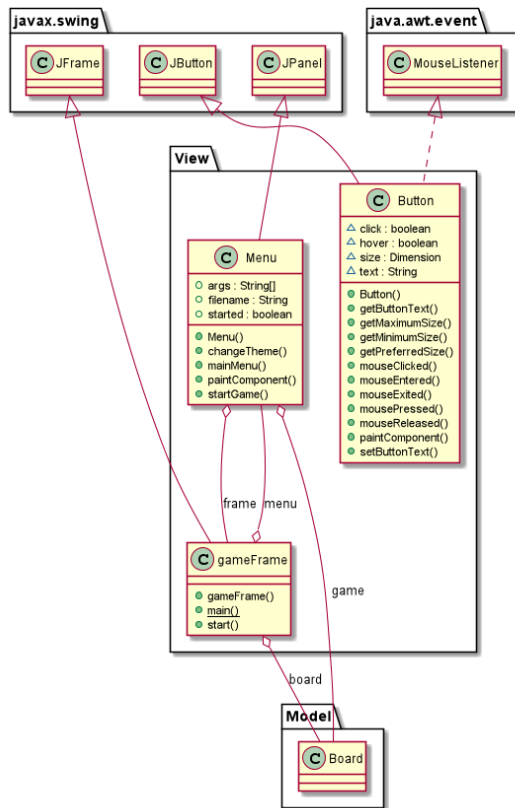 javax.swing
java.awt.event
C JFrame
C JButton
C JPanel
C MouseListener
View
C Button
click : boolean
hover : boolean
size : Dimension
text : String
Button()
getButtonText()
getMaximumSize()
getMinimumSize()
getPreferredSize()
mouseClicked()
mouseEntered()
mouseExited()
mousePressed()
mouseReleased()
paintComponent()
setButtonText()
C Menu
args : String[]
filename : String
started : boolean
Menu()
changeTheme()
mainMenu()
paintComponent()
startGame()
frame
menu
game
C gameFrame
gameFrame()
main()
start()
board
Model
C Board